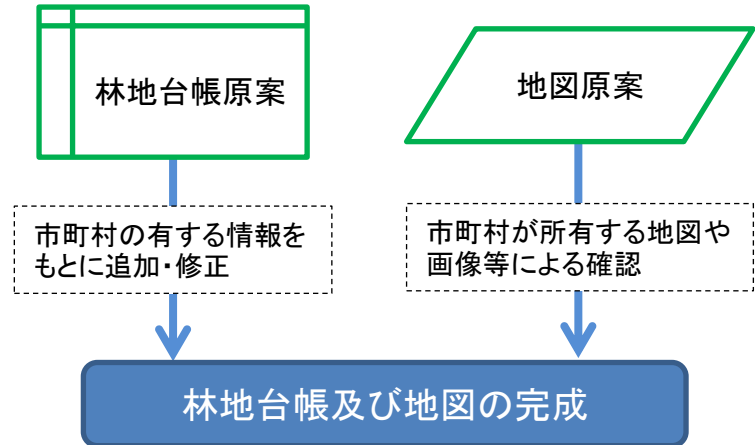 林地台帳原案
地図原案
市町村の有する情報を
もとに追加・修正
市町村が所有する地図や
画像等による確認
林地台帳及び地図の完成